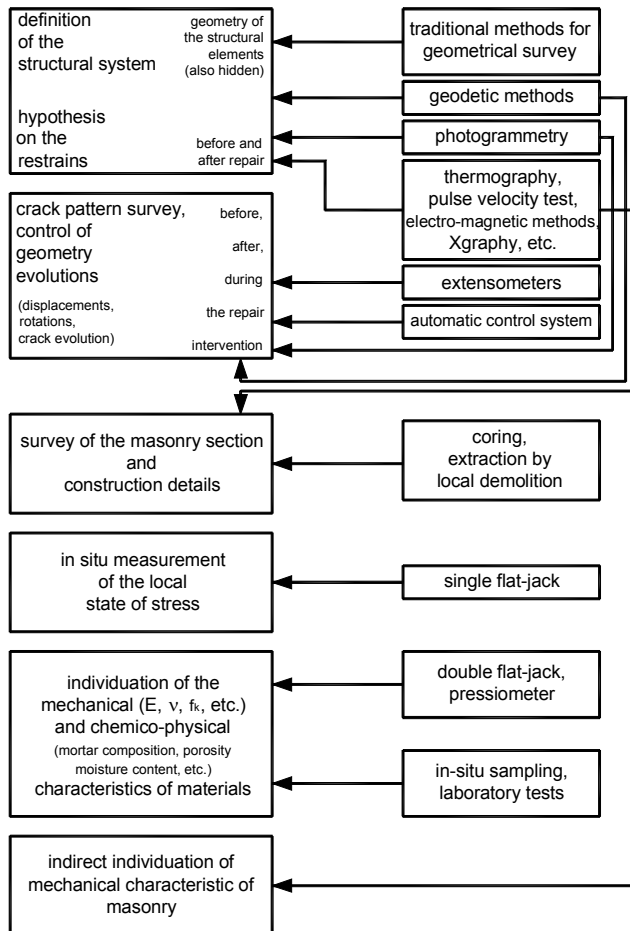 definition
of the
structural system
geometry of
the structural
elements
(also hidden)
hypothesis
on the
restrains
before and
after repair
traditional methods for
geometrical survey
geodetic methods
photogrammetry
thermography,
pulse velocity test,
electro-magnetic methods,
Xgraphy, etc.
crack pattern survey,
control of
geometry
evolutions
(displacements,
rotations,
crack evolution)
before,
after,
during
the repair
intervention
extensometers
automatic control system
survey of the masonry section
and
construction details
coring,
extraction by
local demolition
in situ measurement
of the local
state of stress
single flat-jack
individuation of the
mechanical (E, ν, fk, etc.)
and chemico-physical
(mortar composition, porosity
moisture content, etc.)
characteristics of materials
double flat-jack,
pressiometer
in-situ sampling,
laboratory tests
indirect individuation of
mechanical characteristic of
masonry